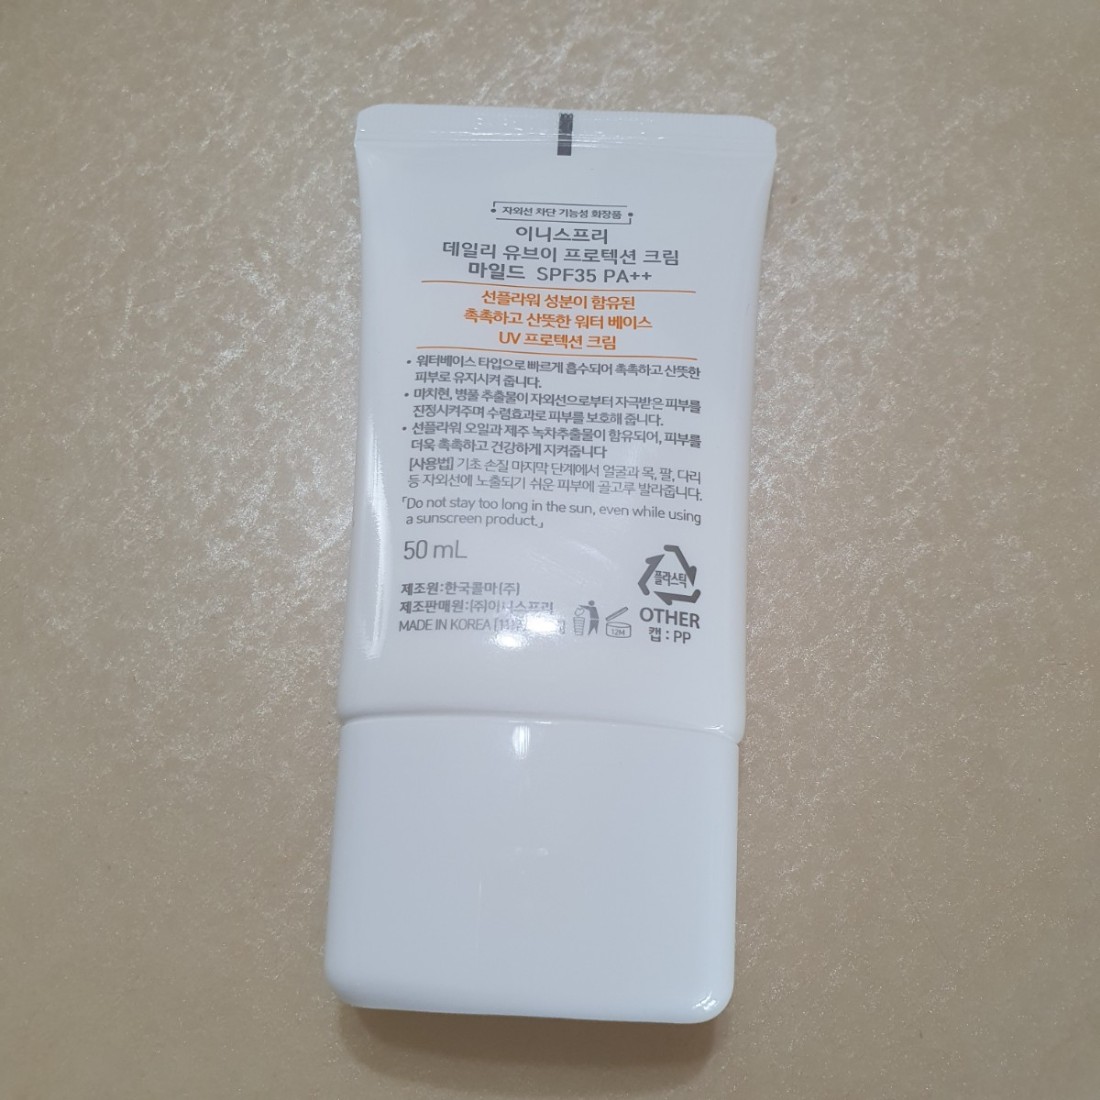 자외선 차단 기능성 화장품
이니스프리
데일리 유브이 프로텍션 크림
마일드 SPF35 PA++
선플라워 성분이 함유된
촉촉하고 산뜻한 워터 베이스
UV 프로텍션 크림
• 워터베이스 타입으로 빠르게 흡수되어 촉촉하고 산뜻한
피부로 유지시켜 줍니다.
• 마치현, 병풀 추출물이 자외선으로부터 자극받은 피부를
진정시켜주며 수렴효과로 피부를 보호해 줍니다.
• 선플라워 오일과 제주 녹차추출물이 함유되어, 피부를
더욱 촉촉하고 건강하게 지켜줍니다
[사용법] 기초 손질 마지막 단계에서 얼굴과 목, 팔, 다리
등 자외선에 노출되기 쉬운 피부에 골고루 발라줍니다.
「Do not stay too long in the sun, even while using
a sunscreen product.」
50 mL
제조원:한국콜마(주)
제조판매원:(주)이니스프리
MADE IN KOREA
12M
플라스틱
OTHER
캡 : PP